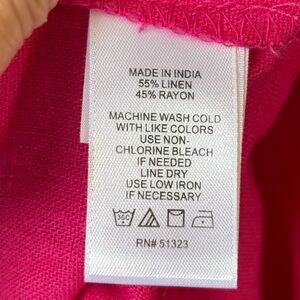 MADE IN INDIA
55% LINEN
45% RAYON
MACHINE WASH COLD
WITH LIKE COLORS
USE NON-
CHLORINE BLEACH
IF NEEDED
LINE DRY
USE LOW IRON
IF NECESSARY
RN# 51323